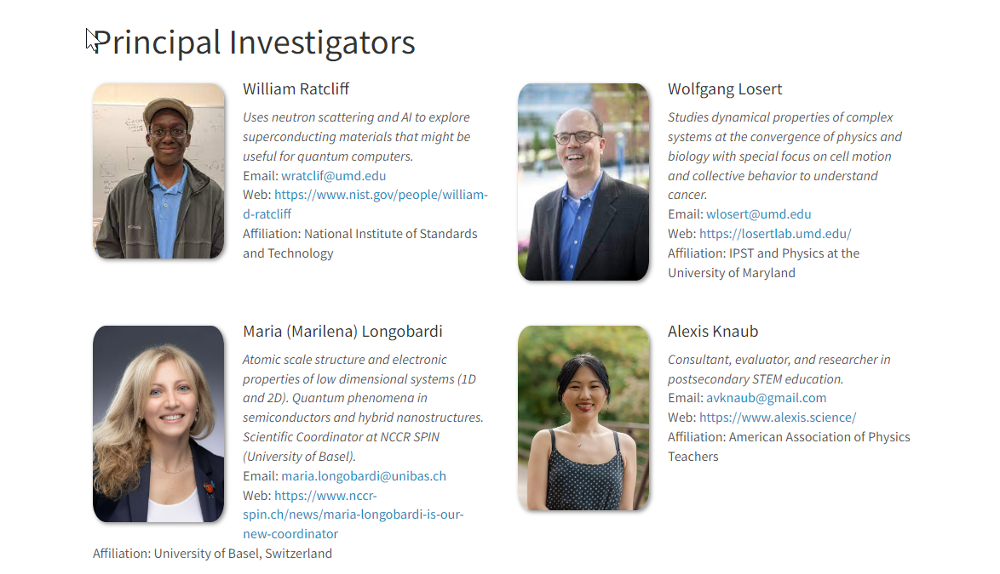 Principal Investigators
William Ratcliff
Uses neutron scattering and AI to explore
superconducting materials that might be
useful for quantum computers.
Email: wratclif@umd.edu
Web: https://www.nist.gov/people/william-
d-ratcliff
Affiliation: National Institute of Standards
and Technology
Wolfgang Losert
Studies dynamical properties of complex
systems at the convergence of physics and
biology with special focus on cell motion
and collective behavior to understand
cancer.
Email: wlosert@umd.edu
Web: https://losertlab.umd.edu/
Affiliation: IPST and Physics at the
University of Maryland
Maria (Marilena) Longobardi
Atomic scale structure and electronic
properties of low dimensional systems (1D
and 2D). Quantum phenomena in
semiconductors and hybrid nanostructures.
Scientific Coordinator at NCCR SPIN
(University of Basel).
Email: maria.longobardi@unibas.ch
Web: https://www.nccr-
spin.ch/news/maria-longobardi-is-our-
new-coordinator
Affiliation: University of Basel, Switzerland
Alexis Knaub
Consultant, evaluator, and researcher in
postsecondary STEM education.
Email: avknaub@gmail.com
Web: https://www.alexis.science/
Affiliation: American Association of Physics
Teachers